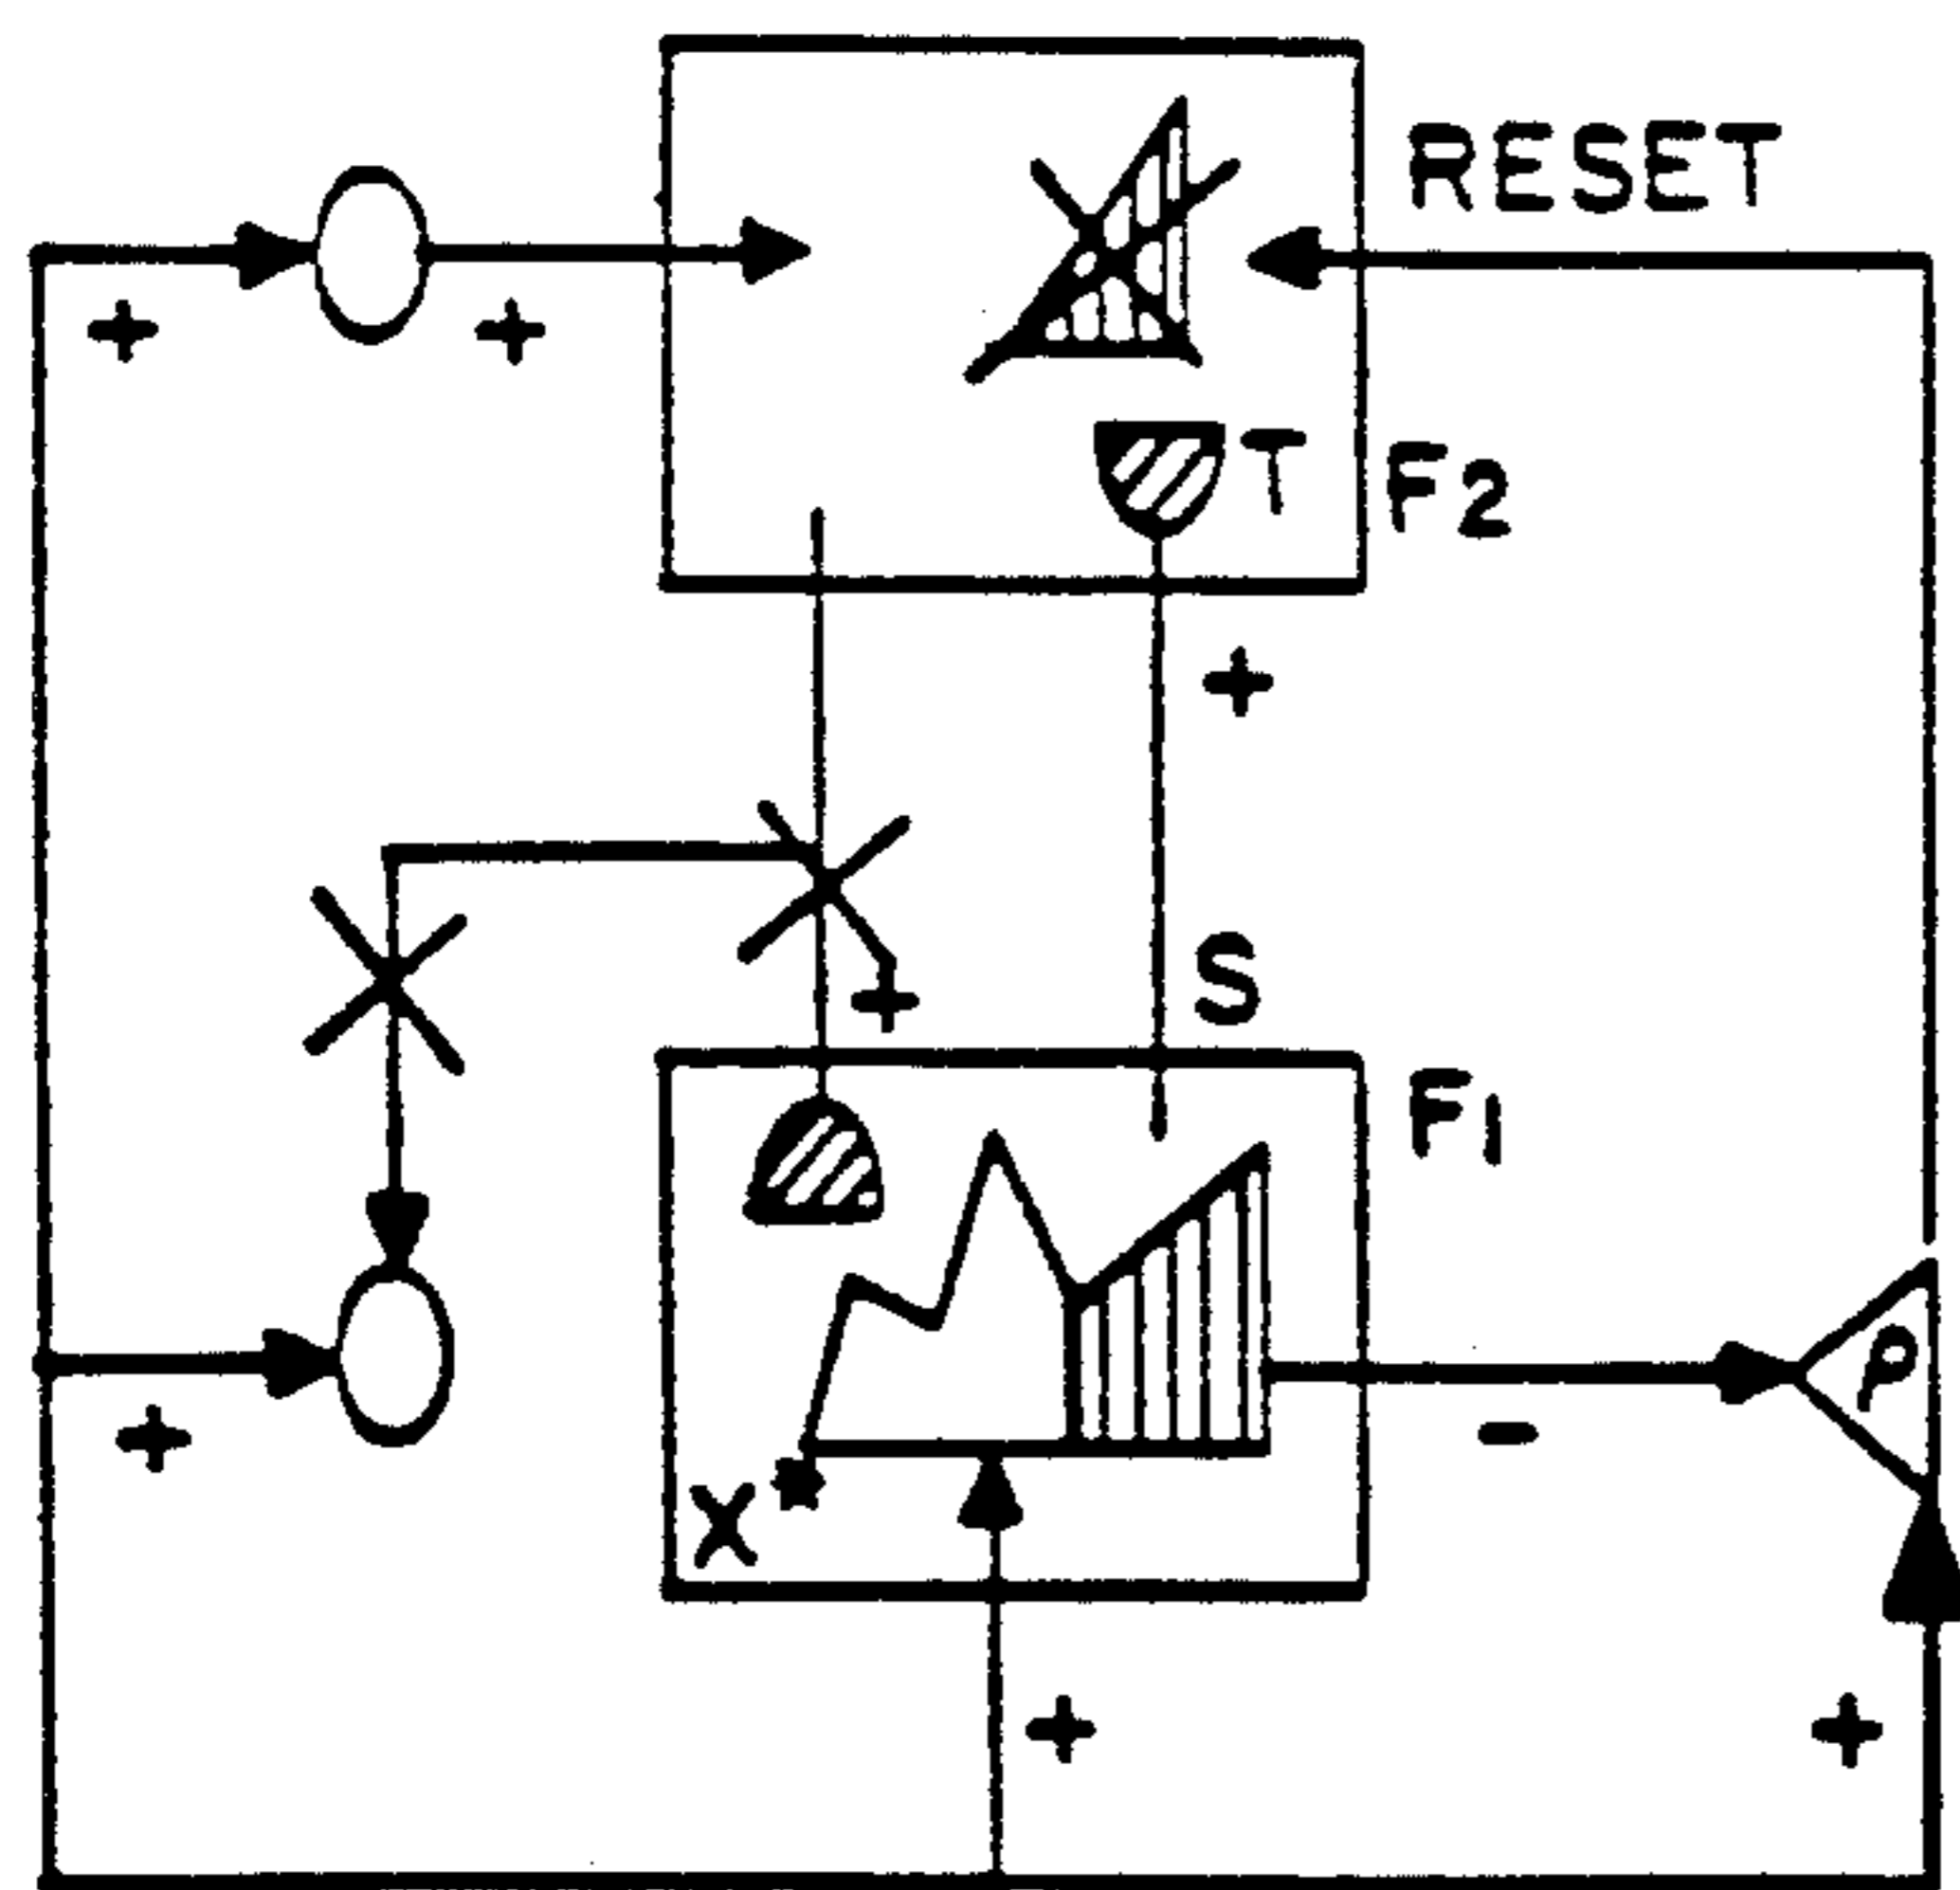 RESET
+ +
T F2
+
S
+
F1
ρ
+ -
X*
+ +